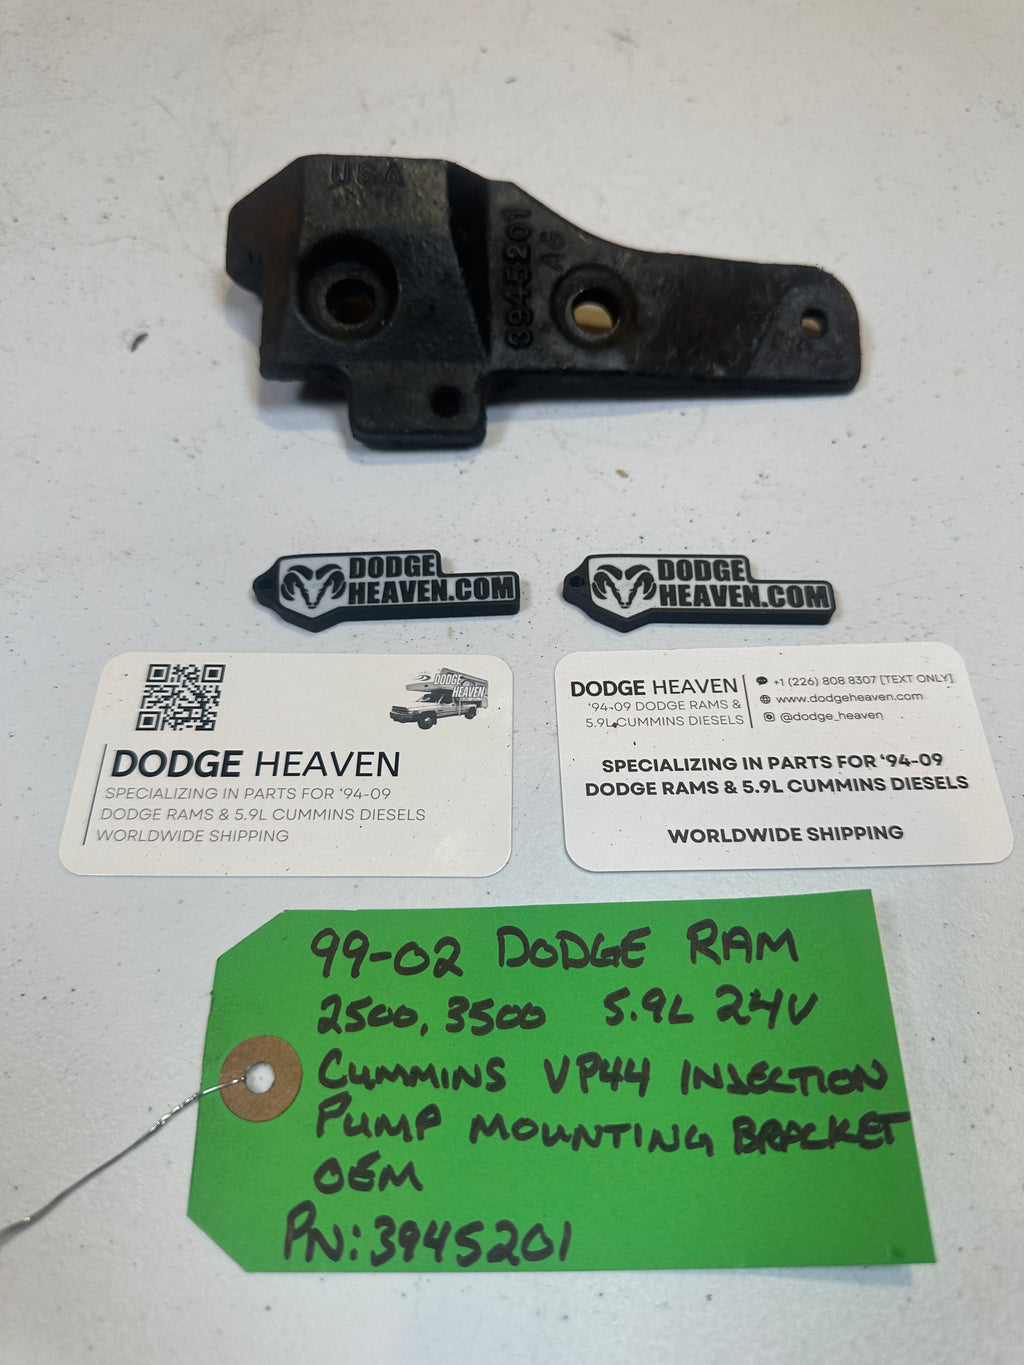 USA
3945201
A5
DODGE
HEAVEN.COM
DODGE
HEAVEN.COM
DODGE
HEAVEN
DODGE HEAVEN
SPECIALIZING IN PARTS FOR '94-09
DODGE RAMS & 5.9L CUMMINS DIESELS
WORLDWIDE SHIPPING
DODGE HEAVEN
'94-09 DODGE RAMS &
5.9L CUMMINS DIESELS
+1 (226) 808 8307 [TEXT ONLY]
www.dodgeheaven.com
@dodge_heaven
SPECIALIZING IN PARTS FOR '94-09
DODGE RAMS & 5.9L CUMMINS DIESELS
WORLDWIDE SHIPPING
99-02 DODGE RAM
2500, 3500 5.9L 24V
CUMMINS VP44 INJECTION
PUMP MOUNTING BRACKET
OEM
PN: 3945201